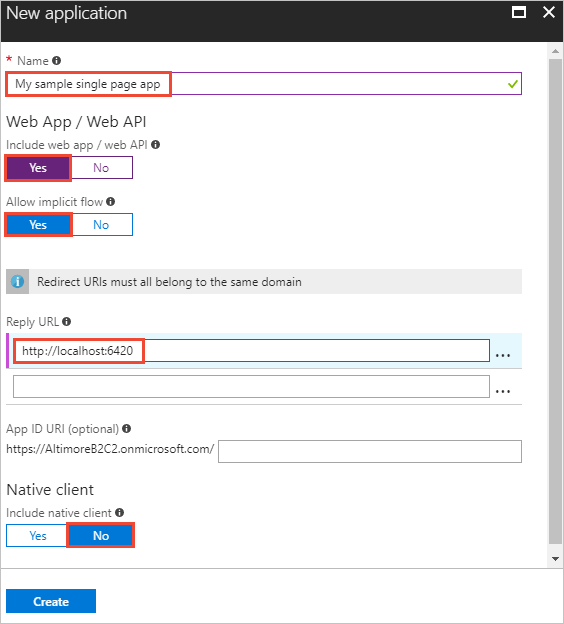 New application
* Name
My sample single page app
Web App / Web API
Include web app / web API
Yes No
Allow implicit flow
Yes No
Redirect URIs must all belong to the same domain
Reply URL
http://localhost:6420
...
...
App ID URI (optional)
https://AltimoreB2C2.onmicrosoft.com/
Native client
Include native client
Yes No
Create